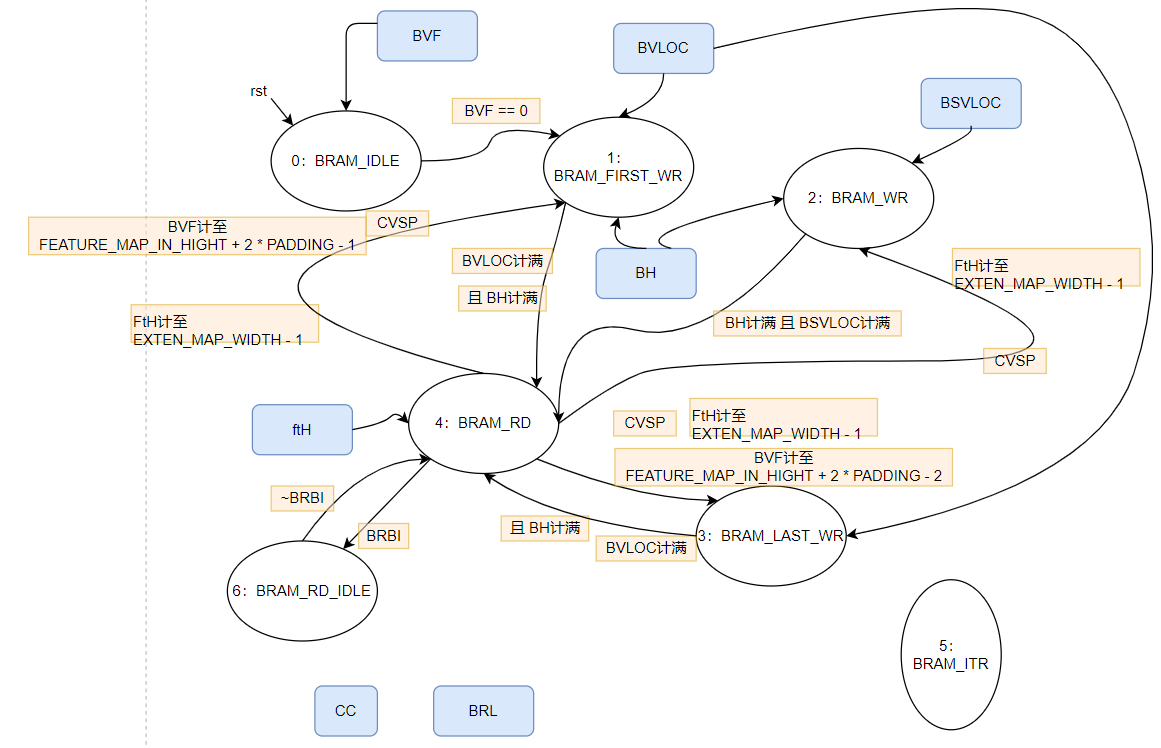 BVF
BVLOC
BSVLOC
rst
BVF == 0
0：BRAM_IDLE
1：
BRAM_FIRST_WR
2：BRAM_WR
BVF计至
FEATURE_MAP_IN_HIGHT + 2 * PADDING - 1
CVSP
BVLOC计满
且 BH计满
BH
FtH计至
EXTEN_MAP_WIDTH - 1
FtH计至
EXTEN_MAP_WIDTH - 1
BH计满 且 BSVLOC计满
CVSP
ftH
4：BRAM_RD
CVSP
FtH计至
EXTEN_MAP_WIDTH - 1
BVF计至
FEATURE_MAP_IN_HIGHT + 2 * PADDING - 2
~BRBI
BRBI
且 BH计满
BVLOC计满
3：BRAM_LAST_WR
6：BRAM_RD_IDLE
5：
BRAM_ITR
CC
BRL